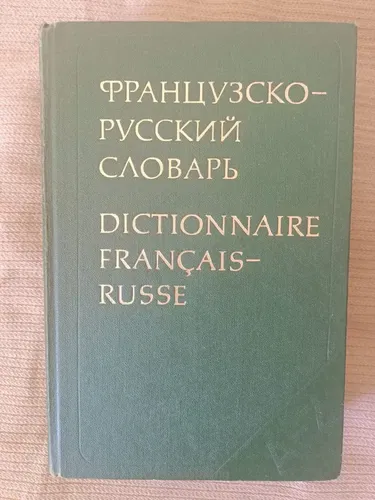 ФРАНЦУЗСКО-
РУССКИЙ
СЛОВАРЬ
DICTIONNAIRE
FRANÇAIS-
RUSSE